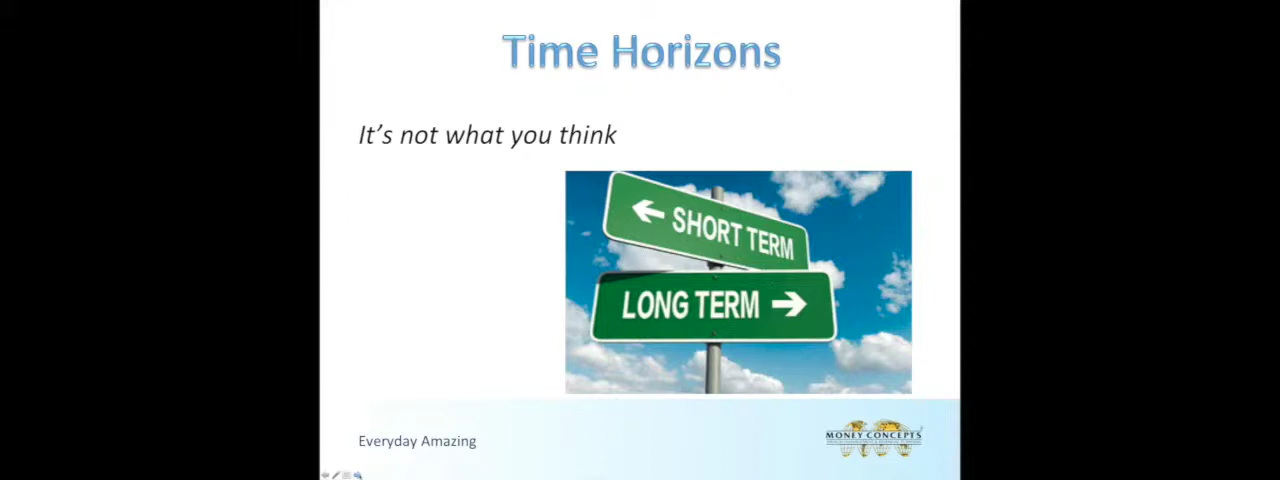 Time Horizons
It's not what you think
SHORT TERM
LONG TERM
Everyday Amazing
MONEY CONCEPTS